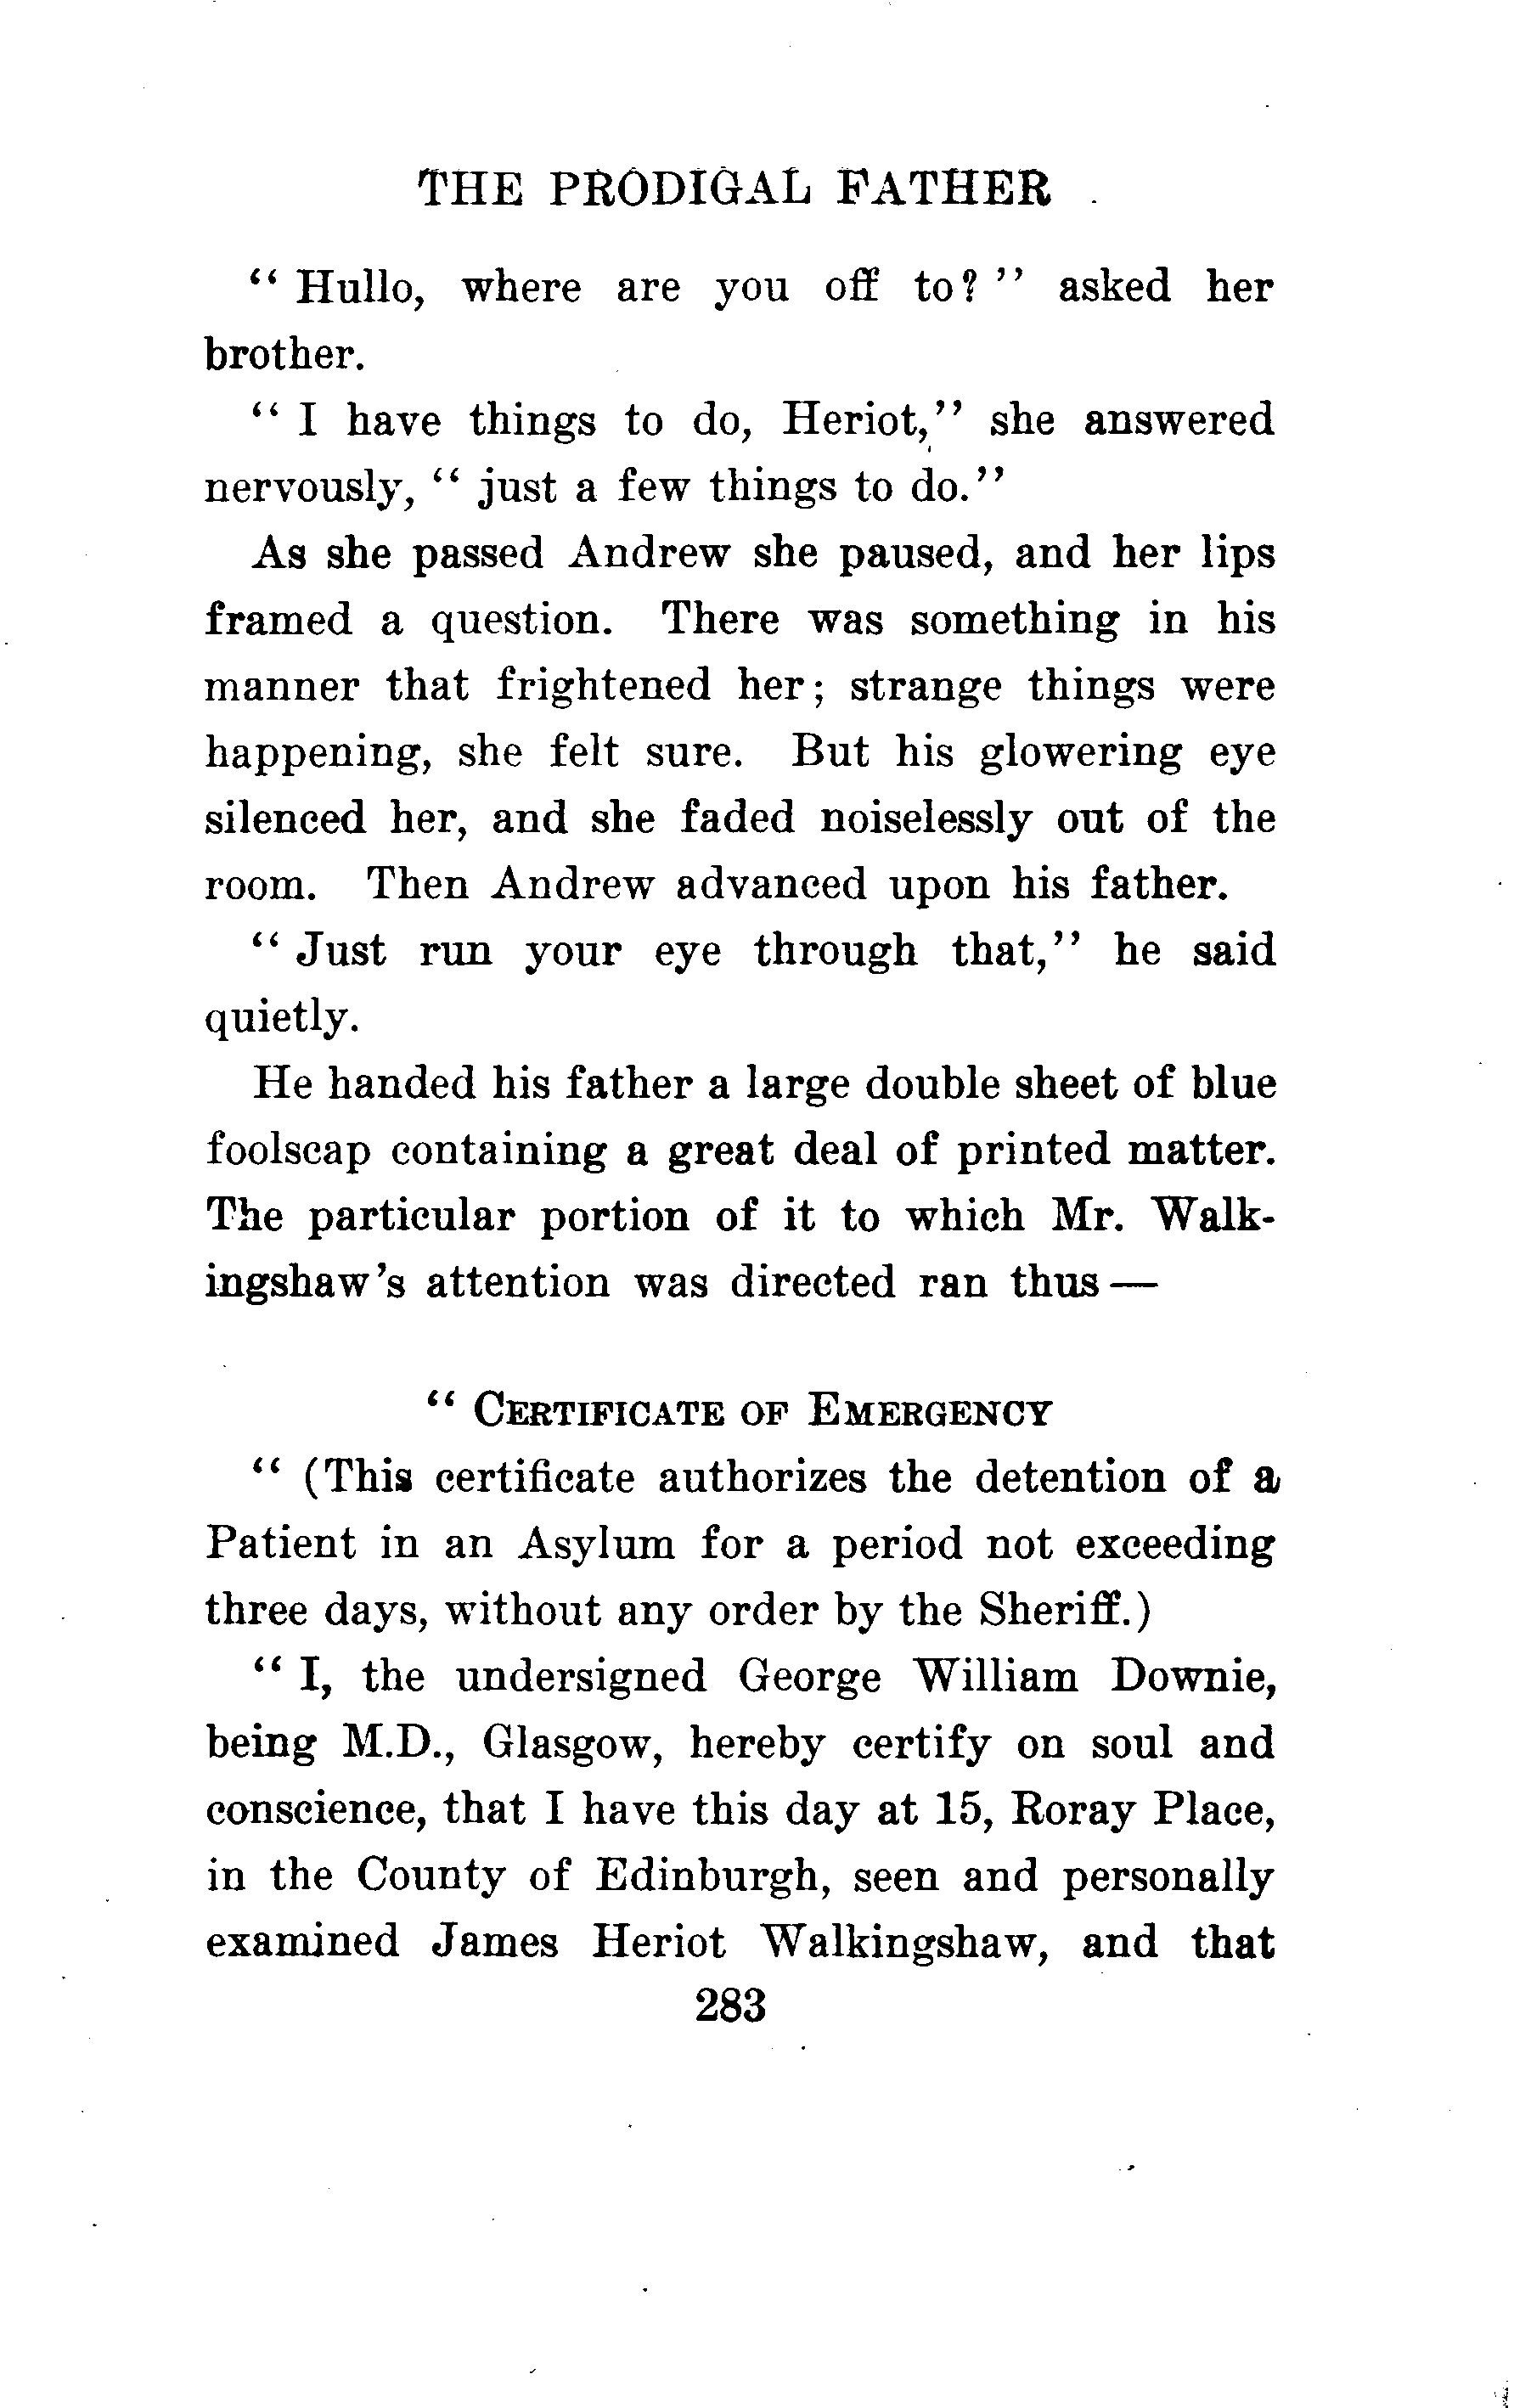 THE PRODIGAL FATHER
“ Hullo, where are you off to? ” asked her
brother.
“ I have things to do, Heriot,” she answered
nervously, “ just a few things to do.”
As she passed Andrew she paused, and her lips
framed a question. There was something in his
manner that frightened her; strange things were
happening, she felt sure. But his glowering eye
silenced her, and she faded noiselessly out of the
room. Then Andrew advanced upon his father.
“ Just run your eye through that,” he said
quietly.
He handed his father a large double sheet of blue
foolscap containing a great deal of printed matter.
The particular portion of it to which Mr. Walk-
ingshaw's attention was directed ran thus —
“ CERTIFICATE OF EMERGENCY
“ (This certificate authorizes the detention of a
Patient in an Asylum for a period not exceeding
three days, without any order by the Sheriff.)
“ I, the undersigned George William Downie,
being M.D., Glasgow, hereby certify on soul and
conscience, that I have this day at 15, Roray Place,
in the County of Edinburgh, seen and personally
examined James Heriot Walkingshaw, and that
283